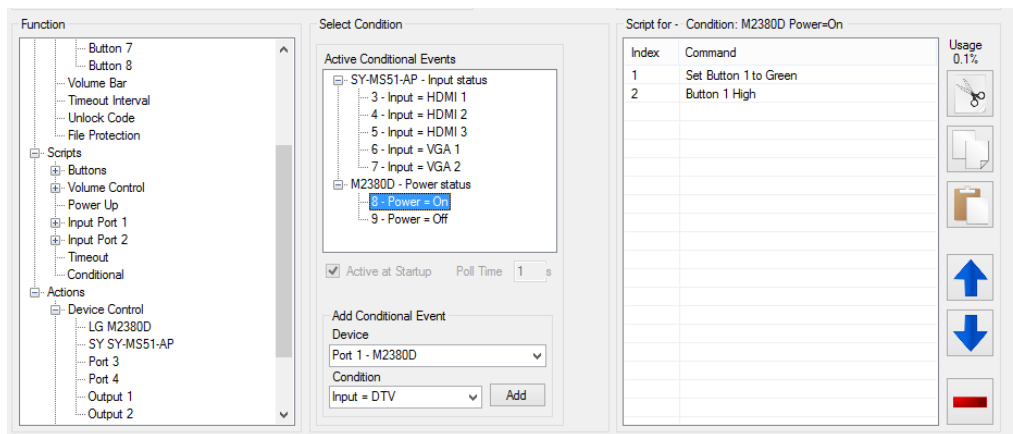 Function
Button 7
Button 8
Volume Bar
Timeout Interval
Unlock Code
File Protection
Scripts
Buttons
Volume Control
Power Up
Input Port 1
Input Port 2
Timeout
Conditional
Actions
Device Control
LG M2380D
SY SY-MS51-AP
Port 3
Port 4
Output 1
Output 2
Select Condition
Active Conditional Events
SY-MS51-AP - Input status
3 - Input = HDMI 1
4 - Input = HDMI 2
5 - Input = HDMI 3
6 - Input = VGA 1
7 - Input = VGA 2
M2380D - Power status
8 - Power = On
9 - Power = Off
Active at Startup Poll Time 1 s
Add Conditional Event
Device
Port 1 - M2380D
Condition
Input = DTV Add
Script for - Condition: M2380D Power=On
Index Command
1 Set Button 1 to Green
2 Button 1 High
Usage
0.1%